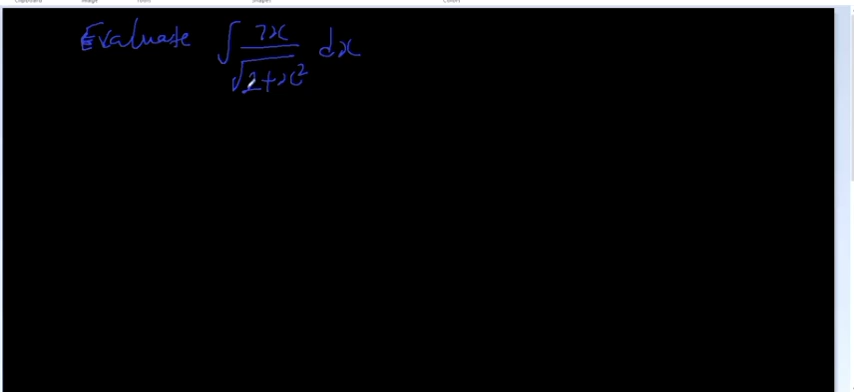 Evaluate ∫ 7x / √(2+x²) dx